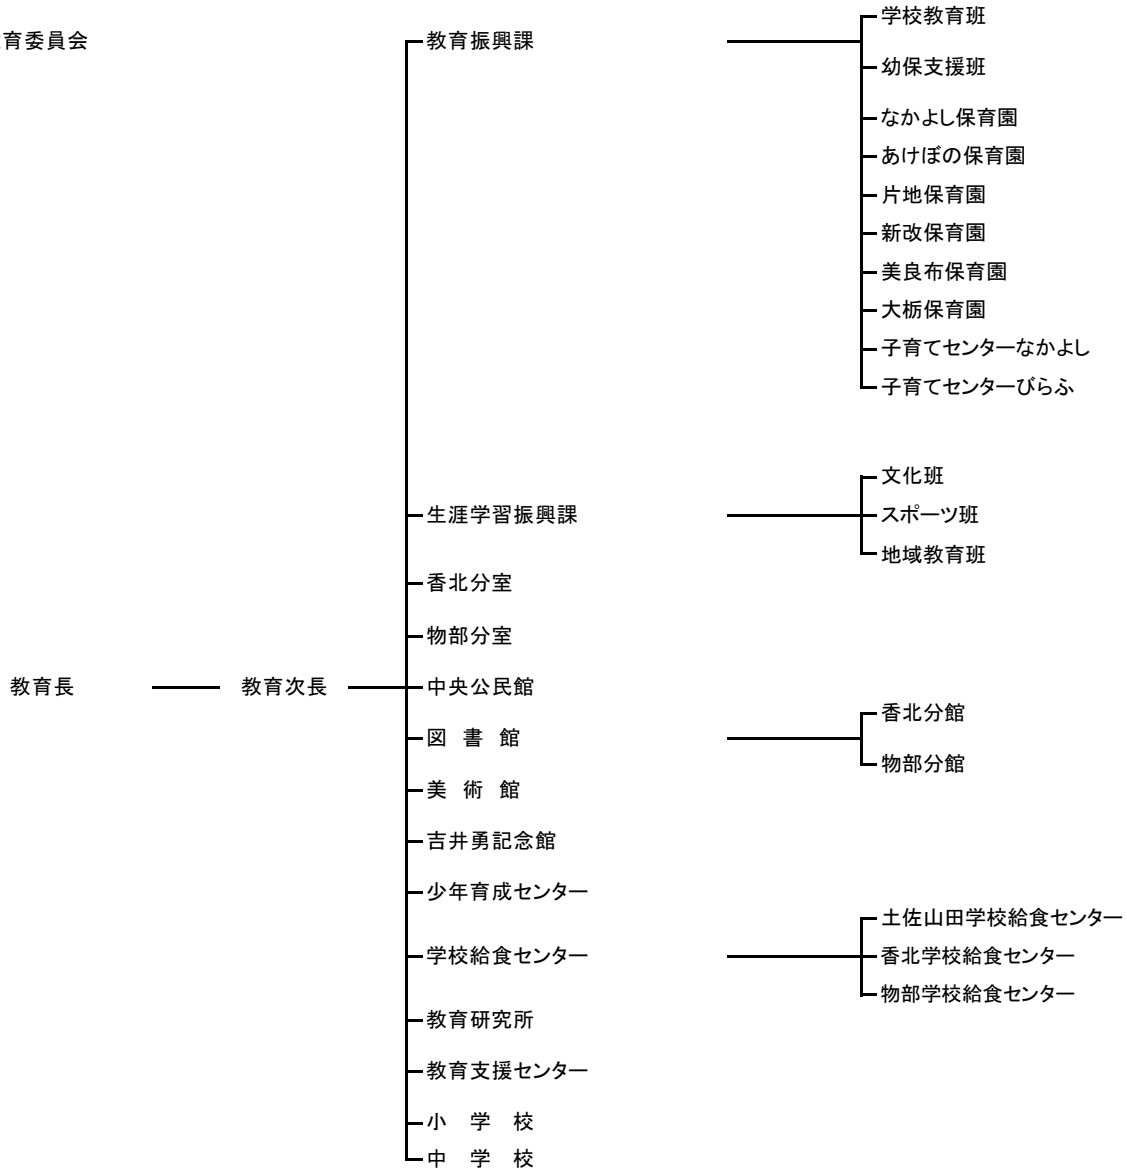 育委員会
教育長
教育次長
教育振興課
学校教育班
幼保支援班
なかよし保育園
あけぼの保育園
片地保育園
新改保育園
美良布保育園
大栃保育園
子育てセンターなかよし
子育てセンターびらふ
生涯学習振興課
文化班
スポーツ班
地域教育班
香北分室
物部分室
中央公民館
図 書 館
香北分館
物部分館
美 術 館
吉井勇記念館
少年育成センター
学校給食センター
土佐山田学校給食センター
香北学校給食センター
物部学校給食センター
教育研究所
教育支援センター
小 学 校
中 学 校